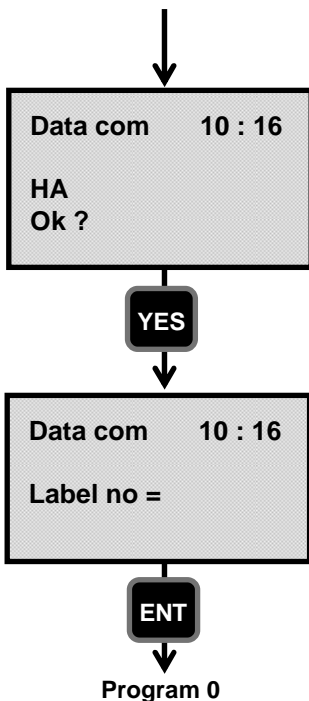 Data com 10 : 16
HA
Ok ?
YES
Data com 10 : 16
Label no =
ENT
Program 0